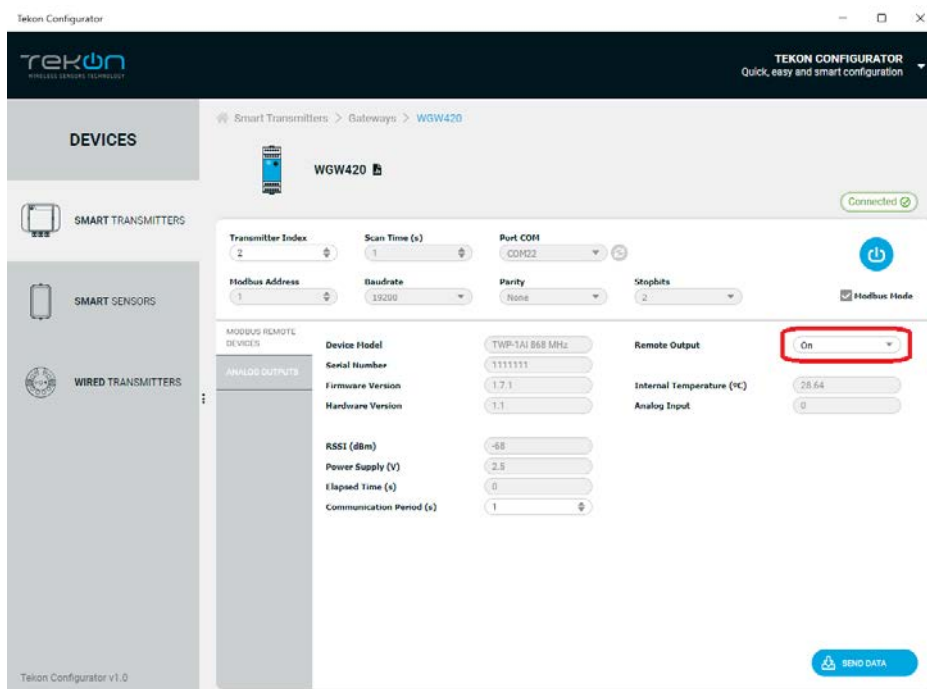 Tekon Configurator
TEKON
WIRELESS SENSORS TECHNOLOGY
TEKON CONFIGURATOR
Quick, easy and smart configuration
DEVICES
SMART TRANSMITTERS
SMART SENSORS
WIRED TRANSMITTERS
Tekon Configurator v1.0
Smart Transmitters > Gateways > WGW420
WGW420
Connected
Transmitter Index Scan Time (s) Port COM
2 1 COM22
Modbus Address Baudrate Parity Stopbits
1 19200 None 2 Modbus Mode
MODBUS REMOTE
DEVICES
ANALOG OUTPUTS
Device Model TWP-1AI 868 MHz Remote Output On
Serial Number 1111111
Firmware Version 1.7.1 Internal Temperature (ºC) 28.64
Hardware Version 1.1 Analog Input 0
RSSI (dBm) -68
Power Supply (V) 2.5
Elapsed Time (s) 0
Communication Period (s) 1
SEND DATA